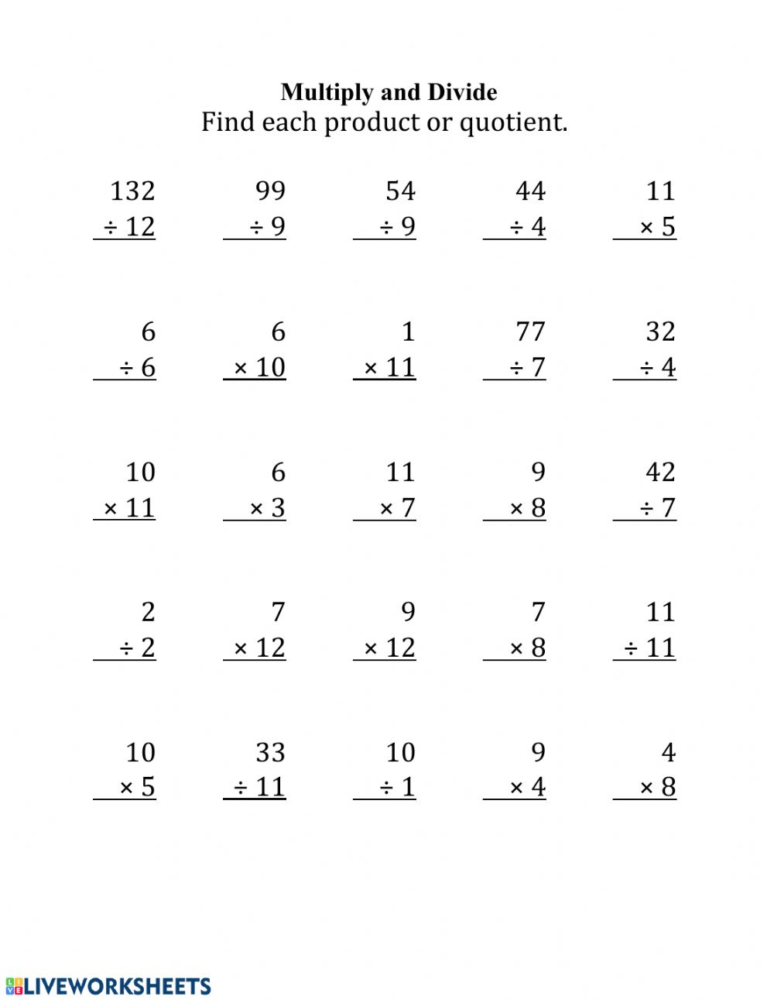 Multiply and Divide
Find each product or quotient.
132 99 54 44 11
÷ 12 ÷ 9 ÷ 9 ÷ 4 × 5
6 6 1 77 32
÷ 6 × 10 × 11 ÷ 7 ÷ 4
10 6 11 9 42
× 11 × 3 × 7 × 8 ÷ 7
2 7 9 7 11
÷ 2 × 12 × 12 × 8 ÷ 11
10 33 10 9 4
× 5 ÷ 11 ÷ 1 × 4 × 8
LIVE LIVEWORKSHEETS